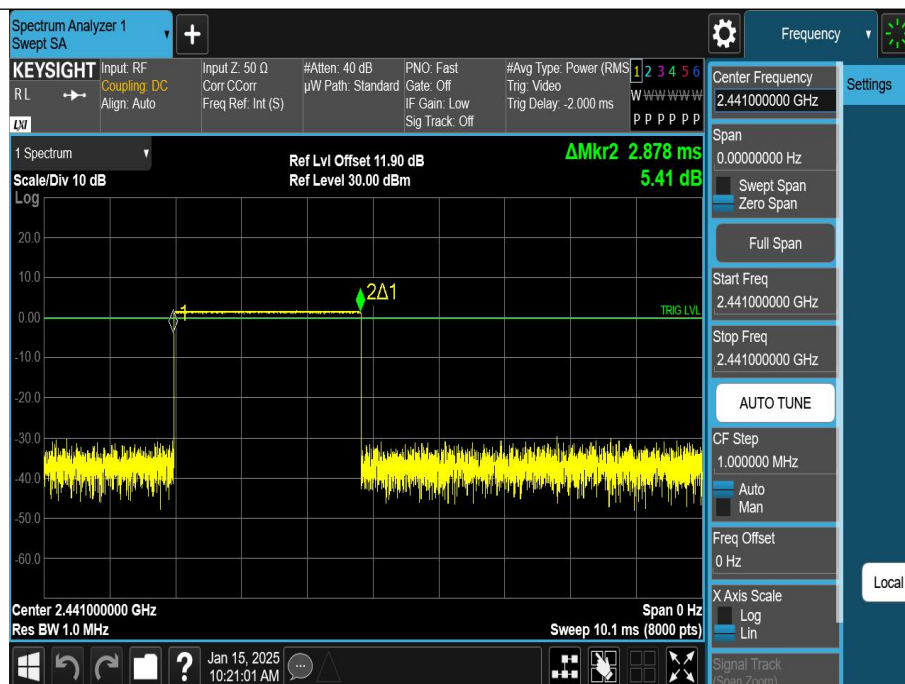 Spectrum Analyzer 1
Swept SA
Frequency
KEYSIGHT
RL
LXI
Input: RF
Coupling: DC
Align: Auto
Input Z: 50 Ω
Corr CCorr
Freq Ref: Int (S)
#Atten: 40 dB
µW Path: Standard
PNO: Fast
Gate: Off
IF Gain: Low
Sig Track: Off
#Avg Type: Power (RMS
Trig: Video
Trig Delay: -2.000 ms
1 2 3 4 5 6
W W W W W W
P P P P P P
1 Spectrum
Scale/Div 10 dB
Log
Ref Lvl Offset 11.90 dB
Ref Level 30.00 dBm
ΔMkr2 2.878 ms
5.41 dB
20.0
10.0
0.00
-10.0
-20.0
-30.0
-40.0
-50.0
-60.0
1
2Δ1
TRIG LVL
Center 2.441000000 GHz
Res BW 1.0 MHz
Span 0 Hz
Sweep 10.1 ms (8000 pts)
?
Jan 15, 2025
10:21:01 AM
Center Frequency
2.441000000 GHz
Span
0.00000000 Hz
Swept Span
Zero Span
Full Span
Start Freq
2.441000000 GHz
Stop Freq
2.441000000 GHz
AUTO TUNE
CF Step
1.000000 MHz
Auto
Man
Freq Offset
0 Hz
X Axis Scale
Log
Lin
Signal Track
(Span Zoom)
Settings
Local